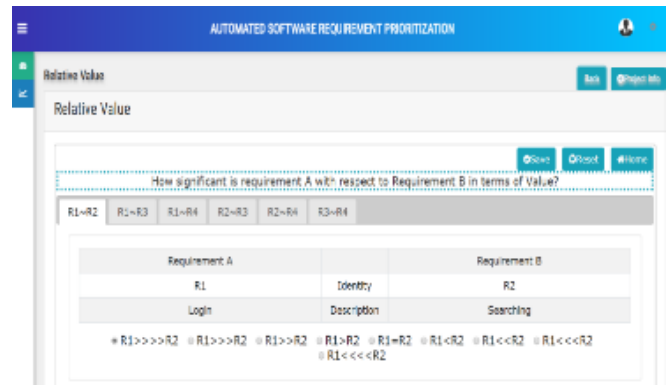 AUTOMATED SOFTWARE REQUIREMENT PRIORITIZATION
Relative Value
Back Project Info
Relative Value
Save Reset Home
How significant is requirement A with respect to Requirement B in terms of Value?
R1~R2 R1~R3 R1~R4 R2~R3 R2~R4 R3~R4
Requirement A Requirement B
R1 Identity R2
Login Description Searching
R1>>>>R2 R1>>>R2 R1>>R2 R1>R2 R1=R2 R1<R2 R1<<R2 R1<<<R2
R1<<<<R2